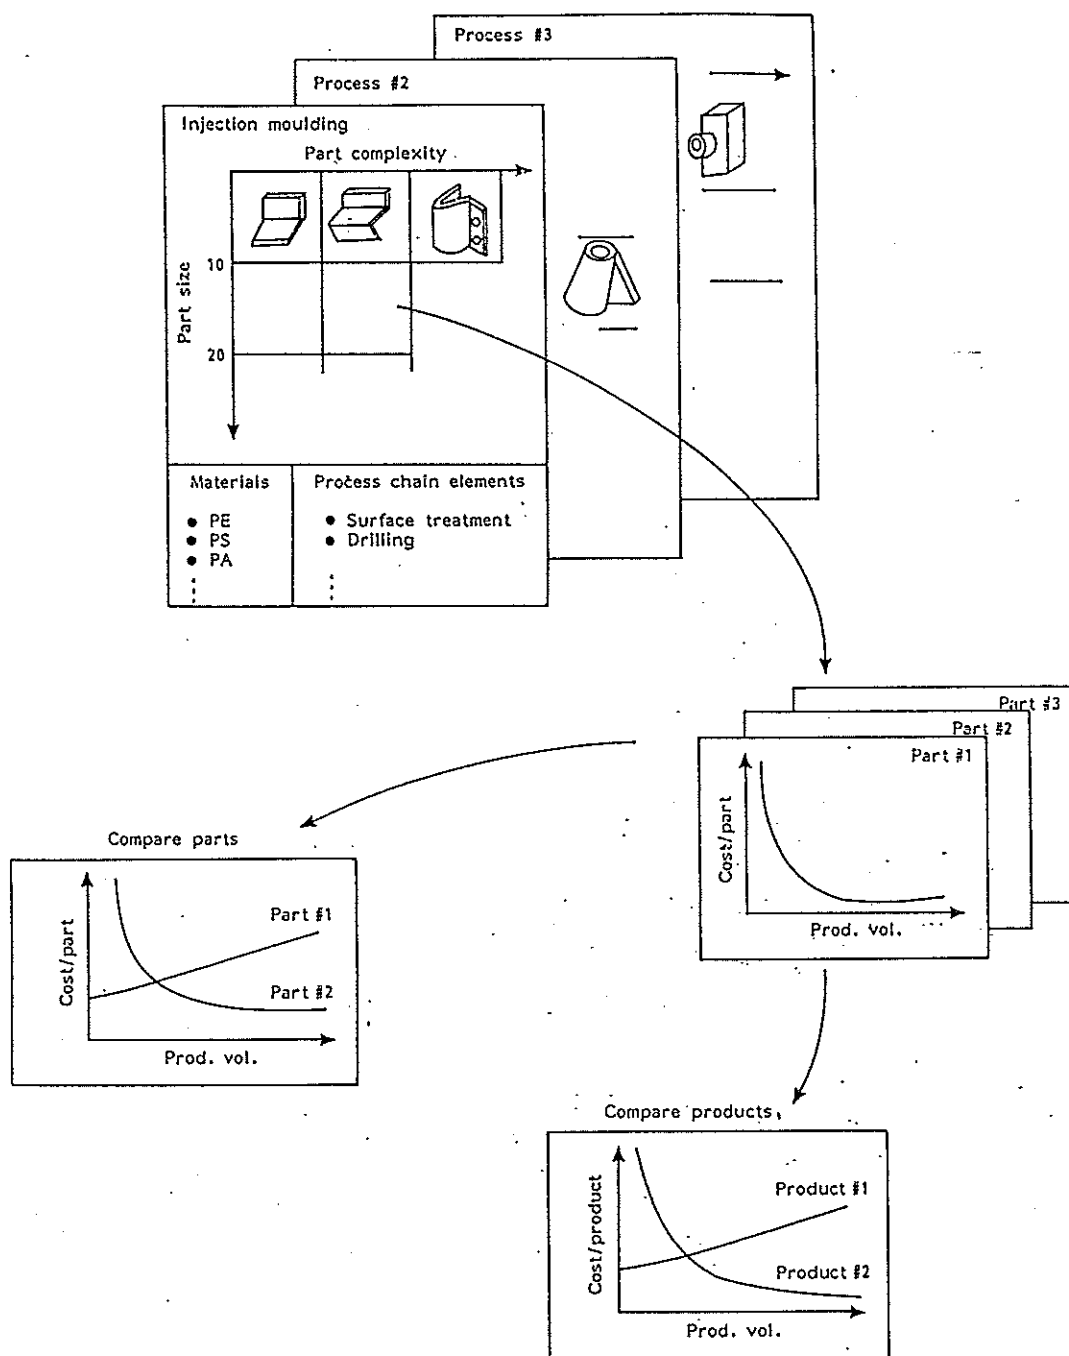 Process #3
Process #2
Injection moulding
Part complexity
Part size
10
20
Materials
● PE
● PS
● PA
Process chain elements
● Surface treatment
● Drilling
Part #3
Part #2
Part #1
Cost/part
Prod. vol.
Compare parts
Cost/part
Part #1
Part #2
Prod. vol.
Compare products
Cost/product
Product #1
Product #2
Prod. vol.